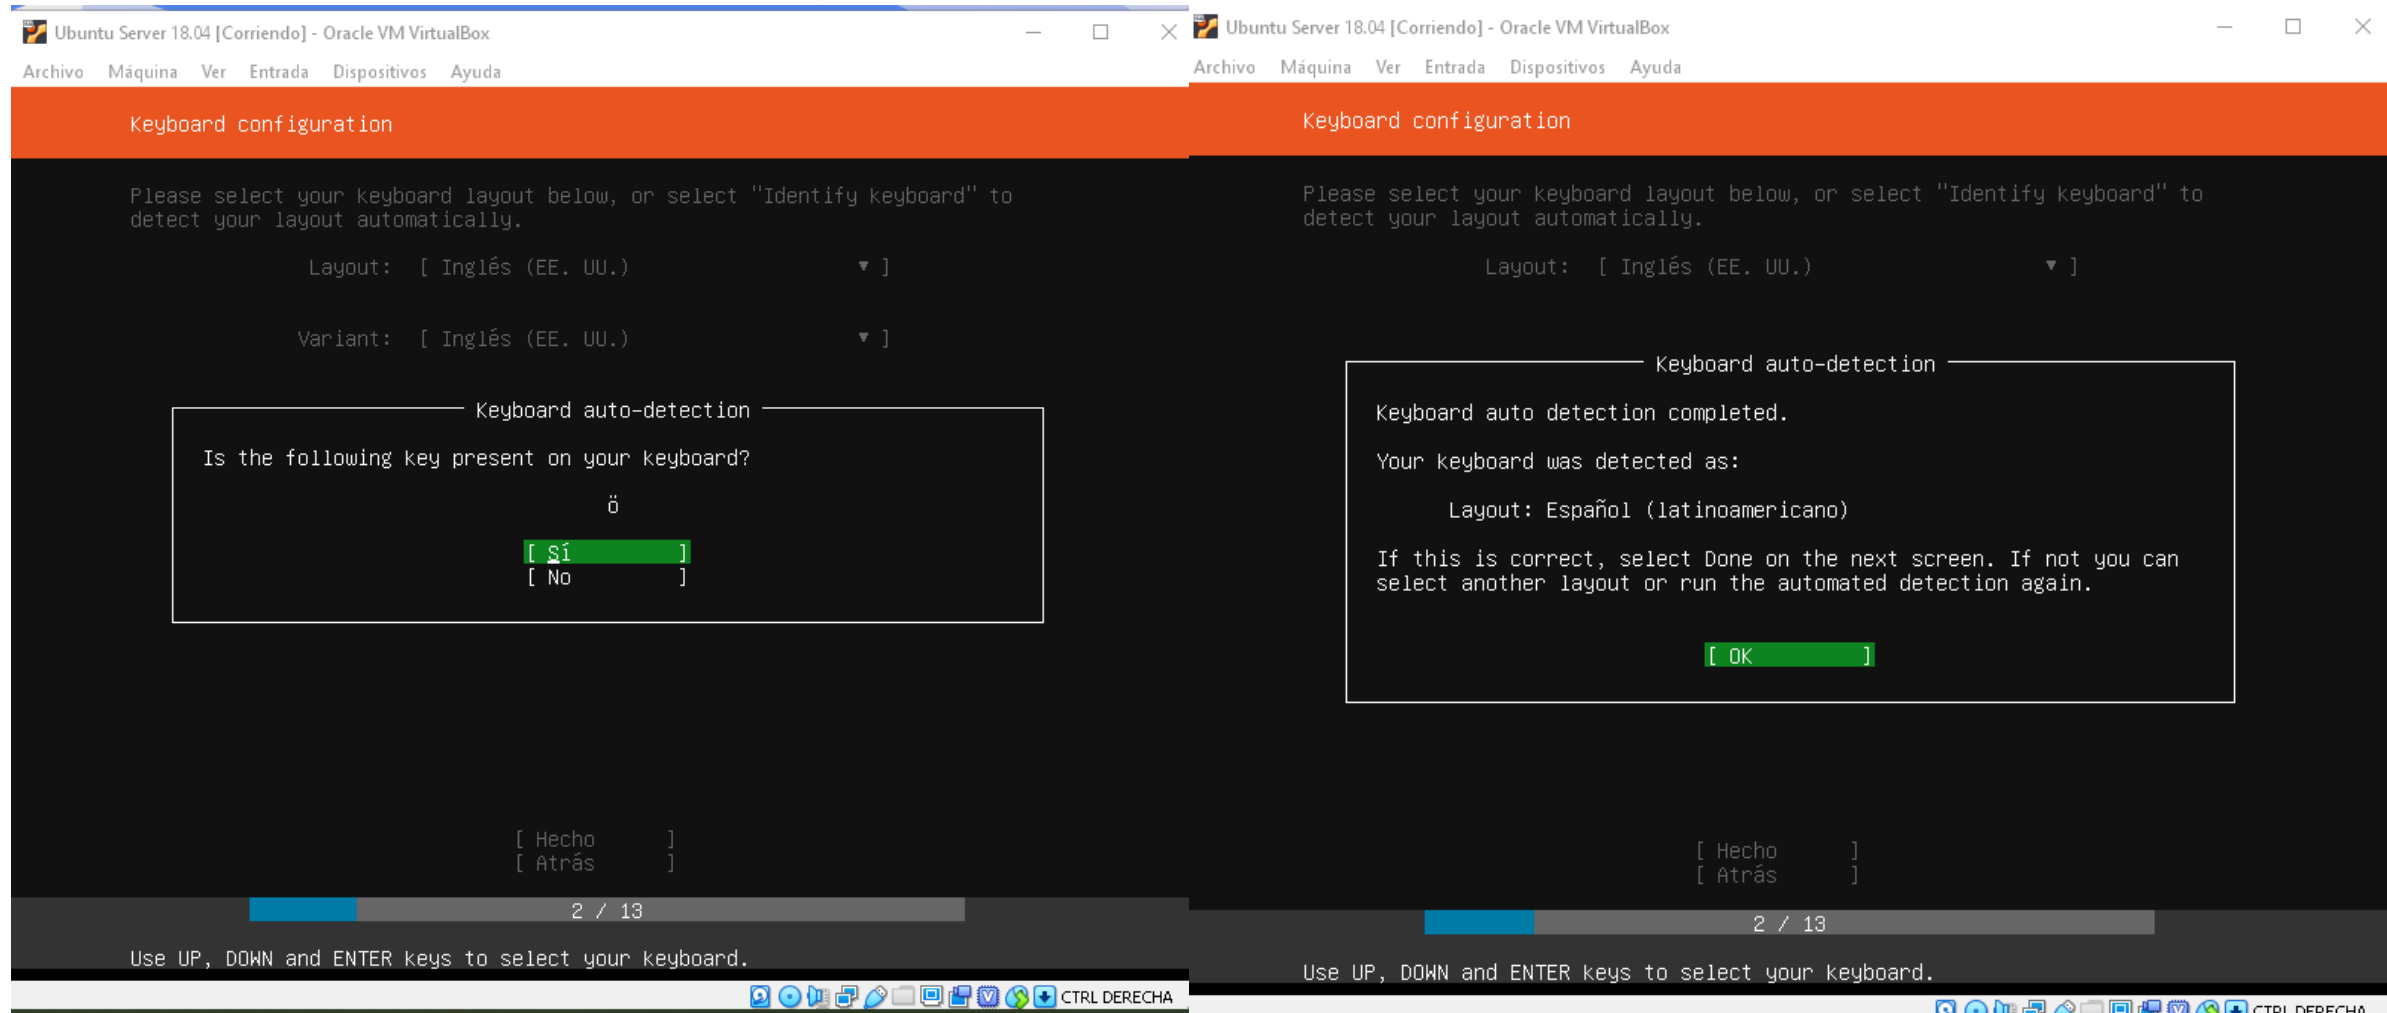 Ubuntu Server 18.04 [Corriendo] - Oracle VM VirtualBox
Archivo Máquina Ver Entrada Dispositivos Ayuda
Keyboard configuration
Please select your keyboard layout below, or select "Identify keyboard" to
detect your layout automatically.
Layout: [ Inglés (EE. UU.) ▾ ]
Variant: [ Inglés (EE. UU.) ▾ ]
Keyboard auto-detection
Is the following key present on your keyboard?
ö
[ Sí ]
[ No ]
[ Hecho ]
[ Atrás ]
2 / 13
Use UP, DOWN and ENTER keys to select your keyboard.
CTRL DERECHA
Ubuntu Server 18.04 [Corriendo] - Oracle VM VirtualBox
Archivo Máquina Ver Entrada Dispositivos Ayuda
Keyboard configuration
Please select your keyboard layout below, or select "Identify keyboard" to
detect your layout automatically.
Layout: [ Inglés (EE. UU.) ▾ ]
Keyboard auto-detection
Keyboard auto detection completed.
Your keyboard was detected as:
Layout: Español (latinoamericano)
If this is correct, select Done on the next screen. If not you can
select another layout or run the automated detection again.
[ OK ]
[ Hecho ]
[ Atrás ]
2 / 13
Use UP, DOWN and ENTER keys to select your keyboard.
CTRL DERECHA